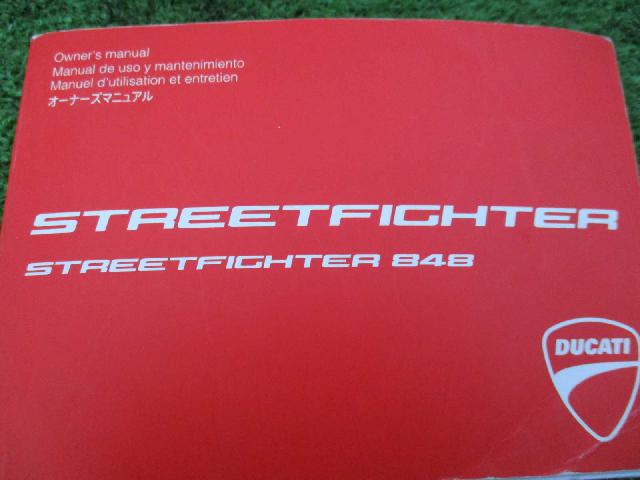 Owner's manual
Manual de uso y mantenimiento
Manuel d'utilisation et entretien
オーナーズマニュアル
STREETFIGHTER
STREETFIGHTER 848
DUCATI